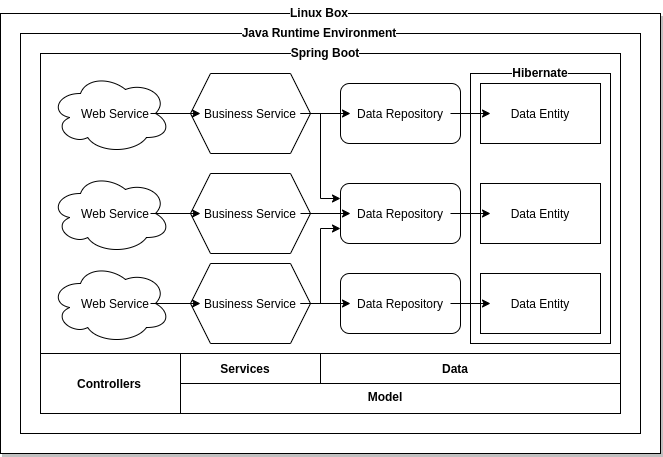 Linux Box
Java Runtime Environment
Spring Boot
Hibernate
Web Service
Business Service
Data Repository
Data Entity
Web Service
Business Service
Data Repository
Data Entity
Web Service
Business Service
Data Repository
Data Entity
Controllers
Services
Data
Model